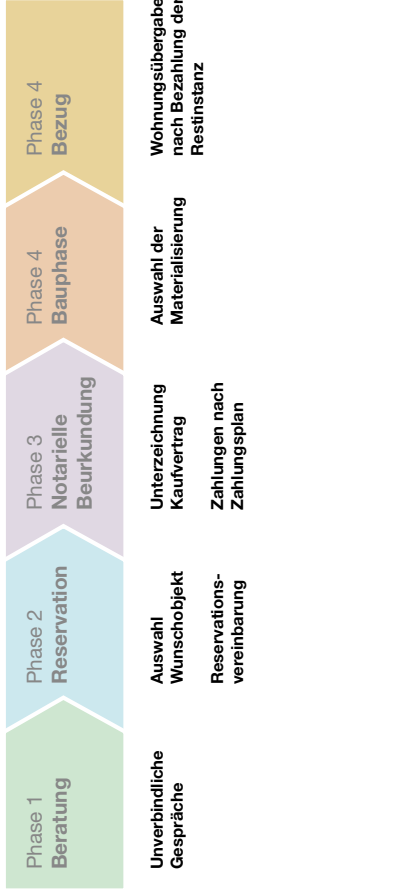 Phase 1
Beratung
Unverbindliche
Gespräche
Phase 2
Reservation
Auswahl
Wunschobjekt
Reservations-
vereinbarung
Phase 3
Notarielle
Beurkundung
Unterzeichnung
Kaufvertrag
Zahlungen nach
Zahlungsplan
Phase 4
Bauphase
Auswahl der
Materialisierung
Phase 4
Bezug
Wohnungsübergabe
nach Bezahlung der
Restinstanz